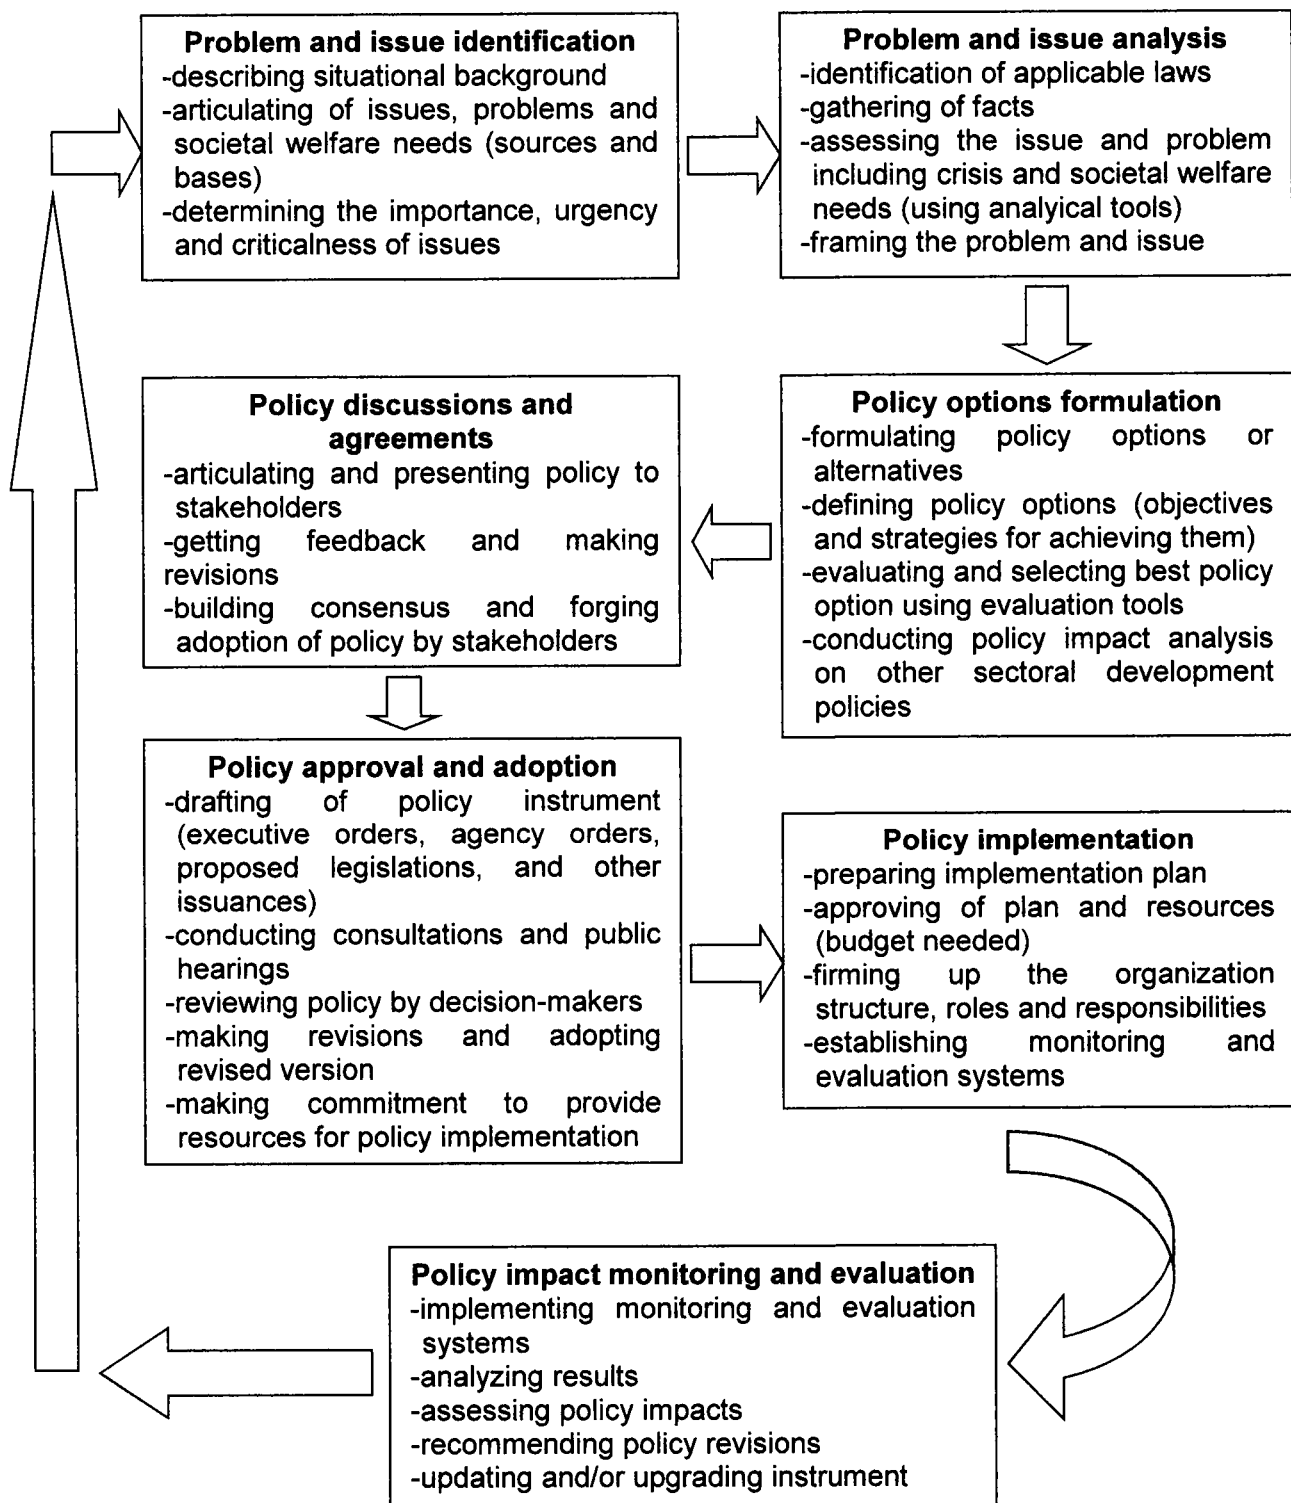 Problem and issue identification
-describing situational background
-articulating of issues, problems and
societal welfare needs (sources and
bases)
-determining the importance, urgency
and criticalness of issues
Problem and issue analysis
-identification of applicable laws
-gathering of facts
-assessing the issue and problem
including crisis and societal welfare
needs (using analyical tools)
-framing the problem and issue
Policy options formulation
-formulating policy options or
alternatives
-defining policy options (objectives
and strategies for achieving them)
-evaluating and selecting best policy
option using evaluation tools
-conducting policy impact analysis
on other sectoral development
policies
Policy discussions and
agreements
-articulating and presenting policy to
stakeholders
-getting feedback and making
revisions
-building consensus and forging
adoption of policy by stakeholders
Policy approval and adoption
-drafting of policy instrument
(executive orders, agency orders,
proposed legislations, and other
issuances)
-conducting consultations and public
hearings
-reviewing policy by decision-makers
-making revisions and adopting
revised version
-making commitment to provide
resources for policy implementation
Policy implementation
-preparing implementation plan
-approving of plan and resources
(budget needed)
-firming up the organization
structure, roles and responsibilities
-establishing monitoring and
evaluation systems
Policy impact monitoring and evaluation
-implementing monitoring and evaluation
systems
-analyzing results
-assessing policy impacts
-recommending policy revisions
-updating and/or upgrading instrument